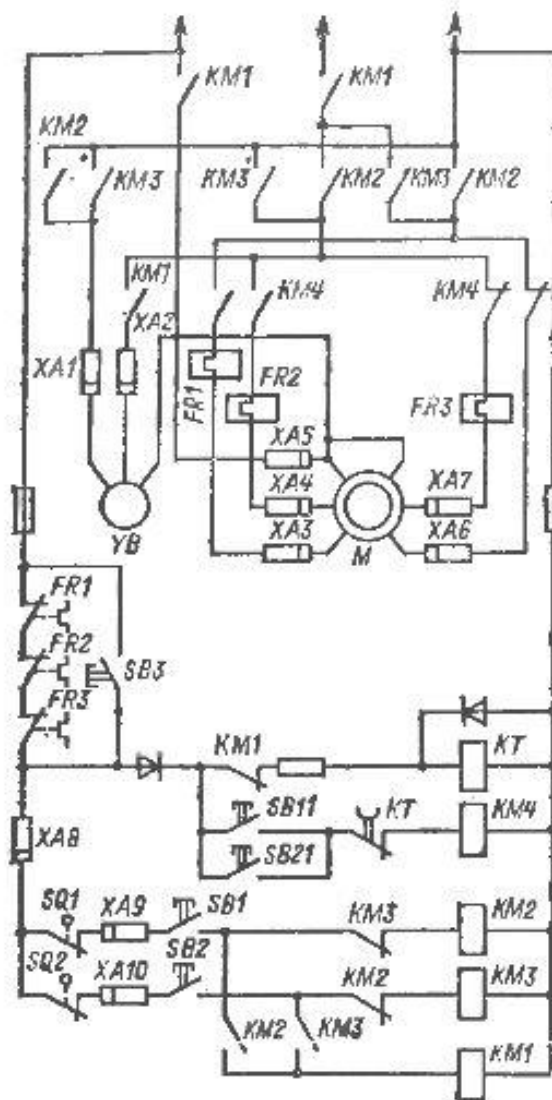 KM1
KM1
KM2
KM3
KM3
KM2
KM3
KM2
KM1
XA2
KM4
KM4
XA1
FR1
FR2
FR3
XA5
XA4
XA7
XA3
XA6
YB
M
FR1
FR2
SB3
FR3
KM1
KT
SB11
KT
KM4
XA8
SB21
SQ1
XA9
SB1
KM3
KM2
SQ2
XA10
SB2
KM2
KM3
KM2
KM3
KM1